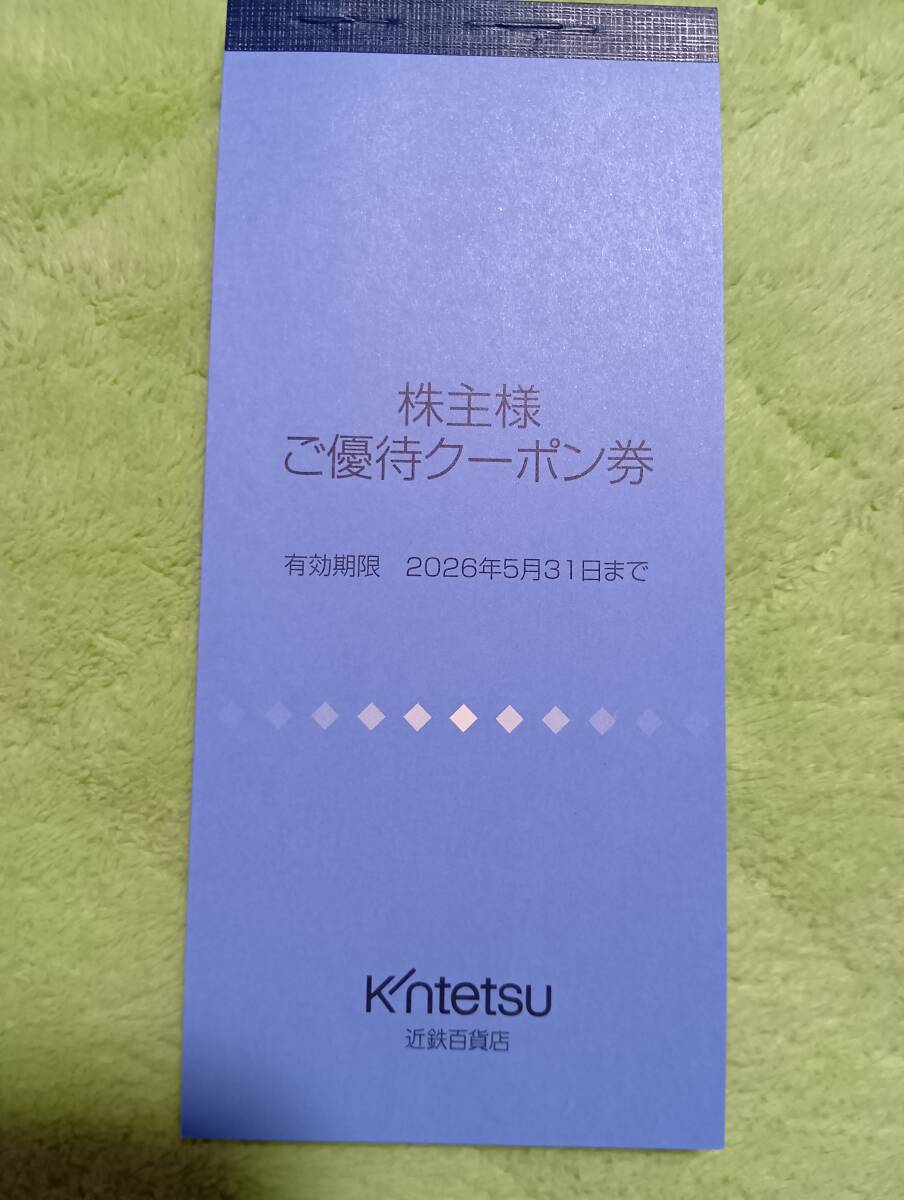 株主様
ご優待クーポン券
有効期限 2026年5月31日まで
Kintetsu
近鉄百貨店